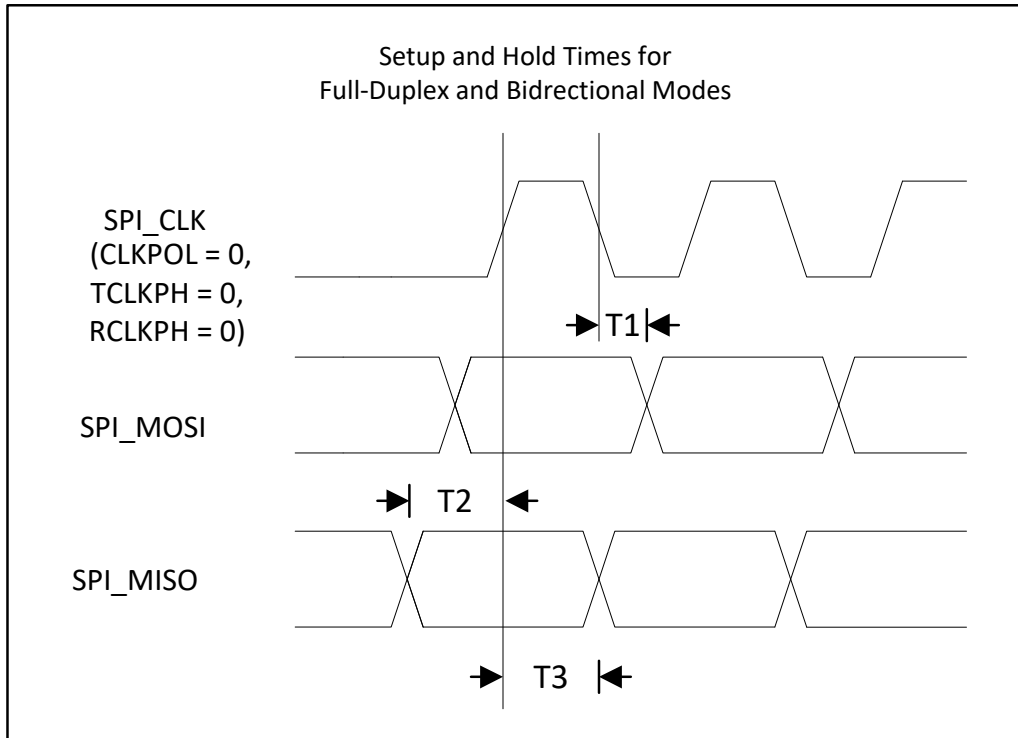 Setup and Hold Times for
Full-Duplex and Bidrectional Modes
SPI_CLK
(CLKPOL = 0,
TCLKPH = 0,
RCLKPH = 0)
T1
SPI_MOSI
T2
SPI_MISO
T3